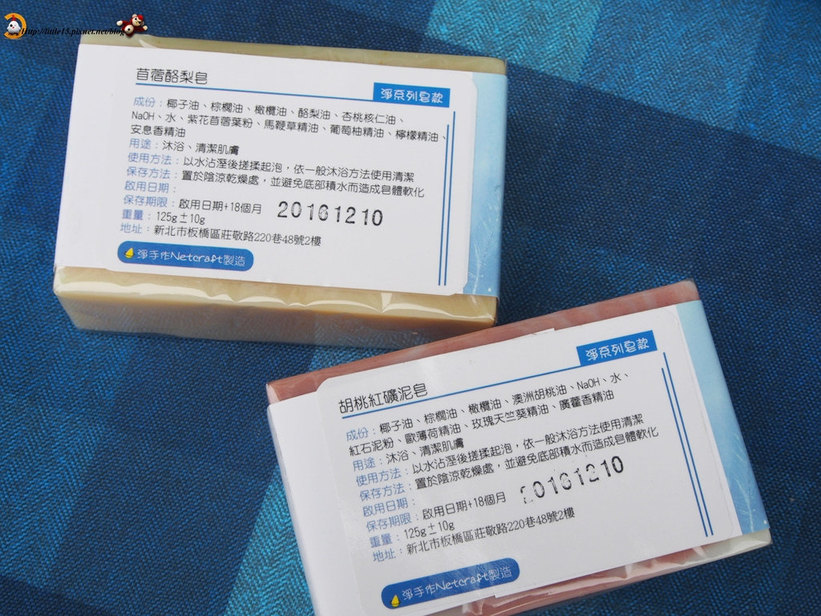 http://little15.pixnet.net/blog
苜蓿酪梨皂
淨系列皂款
成份：椰子油、棕櫚油、橄欖油、酪梨油、杏桃核仁油、
NaOH、水、紫花苜蓿葉粉、馬鞭草精油、葡萄柚精油、檸檬精油、
安息香精油
用途：沐浴、清潔肌膚
使用方法：以水沾溼後搓揉起泡，依一般沐浴方法使用清潔
保存方法：置於陰涼乾燥處，並避免底部積水而造成皂體軟化
啟用日期：
保存期限：啟用日期+18個月 20161210
重量：125g±10g
地址：新北市板橋區莊敬路220巷48號2樓
淨手作Netcraft製造
淨系列皂款
胡桃紅礦泥皂
成份：椰子油、棕櫚油、橄欖油、澳洲胡桃油、NaOH、水、
紅石泥粉、歐薄荷精油、玫瑰天竺葵精油、廣藿香精油
用途：沐浴、清潔肌膚
使用方法：以水沾溼後搓揉起泡，依一般沐浴方法使用清潔
保存方法：置於陰涼乾燥處，並避免底部積水而造成皂體軟化
啟用日期：
保存期限：啟用日期+18個月 20161210
重量：125g±10g
地址：新北市板橋區莊敬路220巷48號2樓
淨手作Netcraft製造